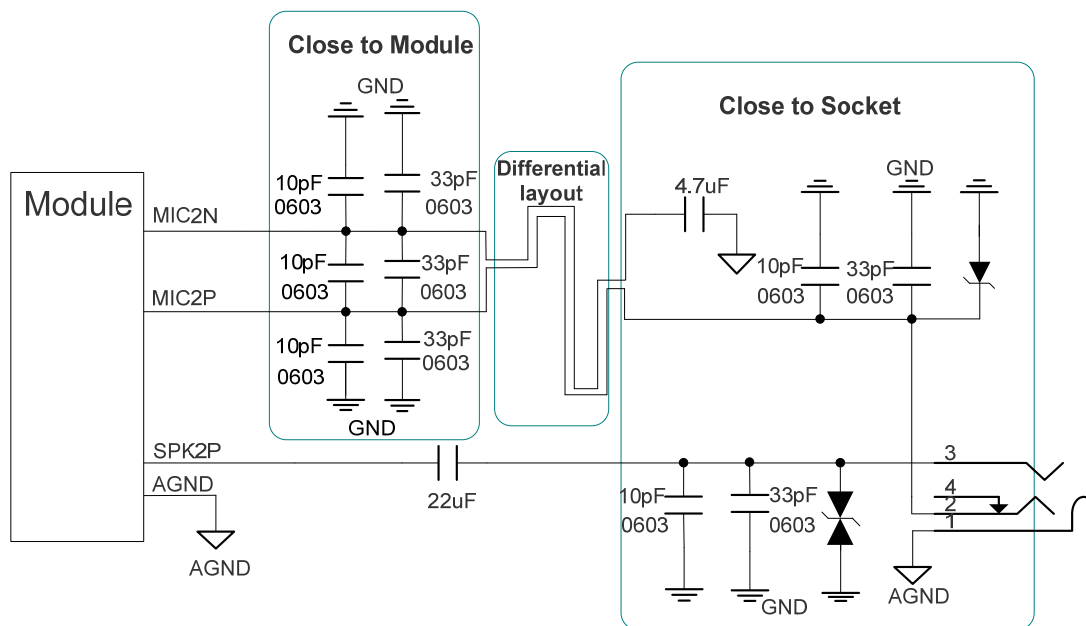 Close to Module
GND
10pF
0603
33pF
0603
Module
MIC2N
10pF
0603
33pF
0603
MIC2P
10pF
0603
33pF
0603
GND
Differential
layout
Close to Socket
4.7uF
GND
10pF
0603
33pF
0603
SPK2P
AGND
AGND
22uF
10pF
0603
33pF
0603
GND
3
4
2
1
AGND